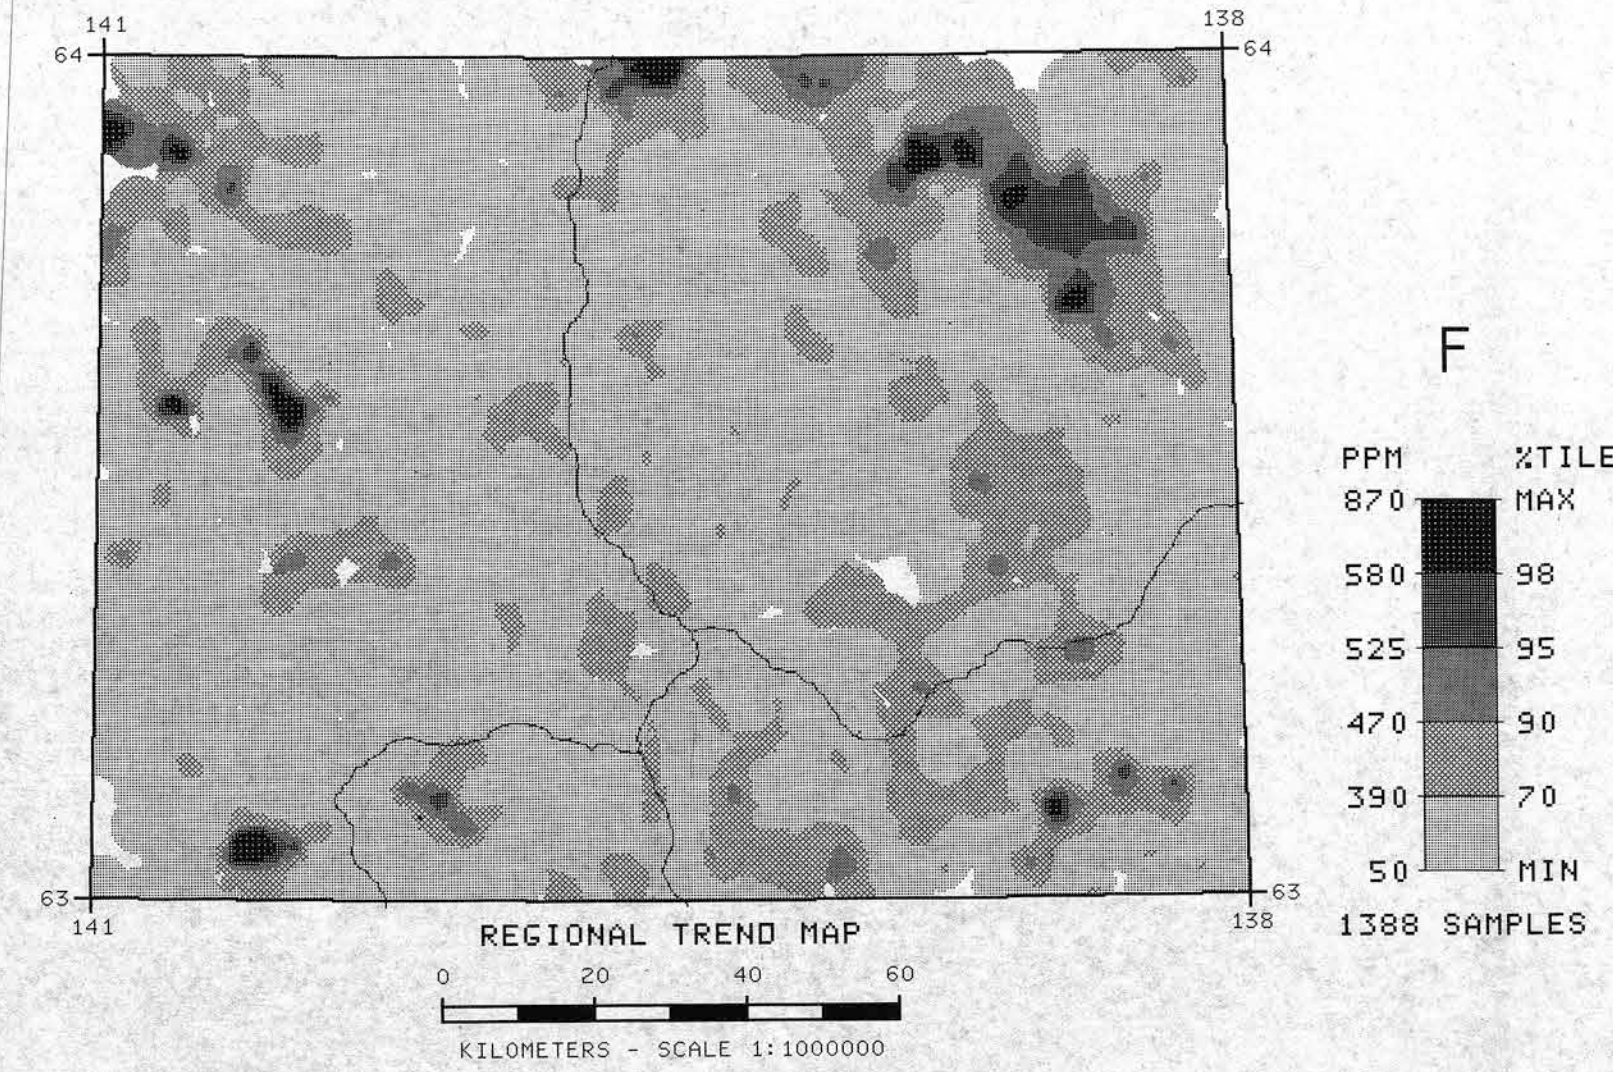 141 138
64 64
F
PPM %TILE
870 MAX
580 98
525 95
470 90
390 70
50 MIN
1388 SAMPLES
63 63
141 138
REGIONAL TREND MAP
0 20 40 60
KILOMETERS - SCALE 1:1000000